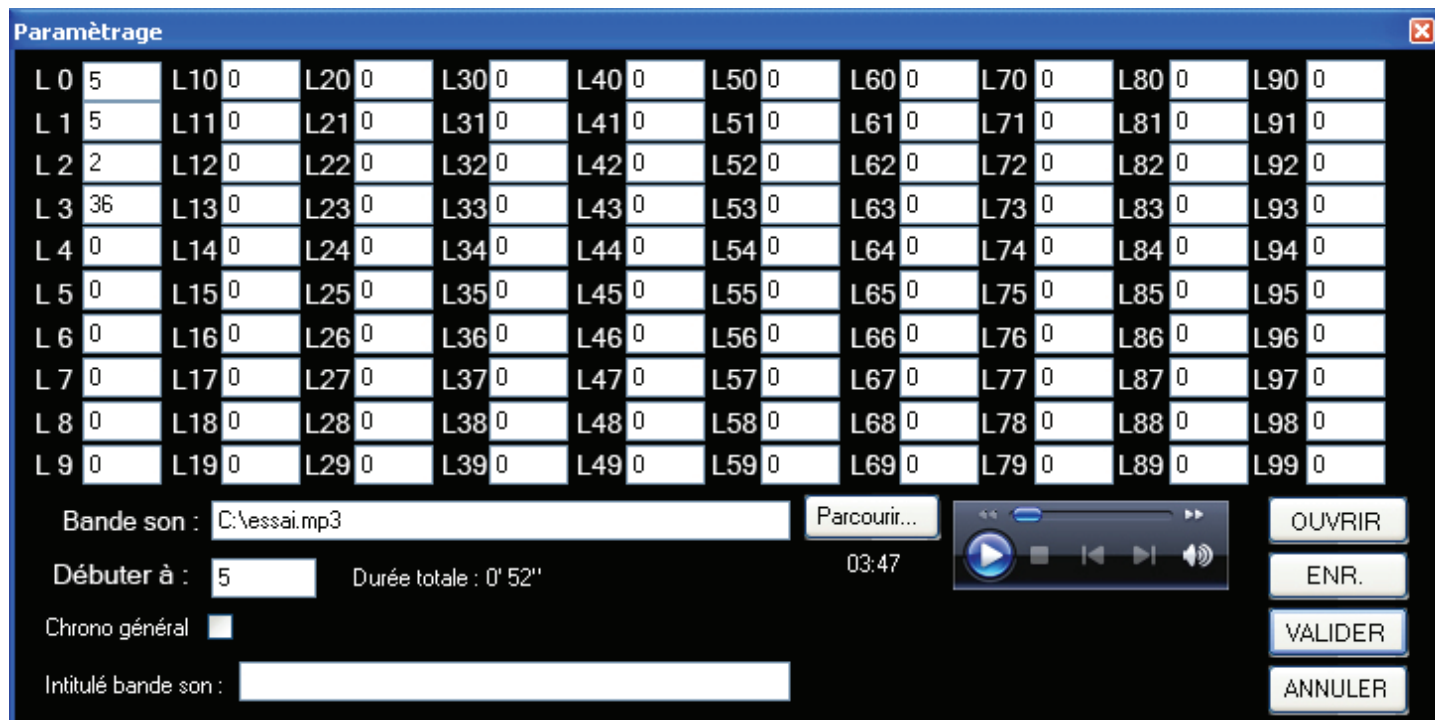 Paramètrage
L 0 5 L10 0 L20 0 L30 0 L40 0 L50 0 L60 0 L70 0 L80 0 L90 0
L 1 5 L11 0 L21 0 L31 0 L41 0 L51 0 L61 0 L71 0 L81 0 L91 0
L 2 2 L12 0 L22 0 L32 0 L42 0 L52 0 L62 0 L72 0 L82 0 L92 0
L 3 36 L13 0 L23 0 L33 0 L43 0 L53 0 L63 0 L73 0 L83 0 L93 0
L 4 0 L14 0 L24 0 L34 0 L44 0 L54 0 L64 0 L74 0 L84 0 L94 0
L 5 0 L15 0 L25 0 L35 0 L45 0 L55 0 L65 0 L75 0 L85 0 L95 0
L 6 0 L16 0 L26 0 L36 0 L46 0 L56 0 L66 0 L76 0 L86 0 L96 0
L 7 0 L17 0 L27 0 L37 0 L47 0 L57 0 L67 0 L77 0 L87 0 L97 0
L 8 0 L18 0 L28 0 L38 0 L48 0 L58 0 L68 0 L78 0 L88 0 L98 0
L 9 0 L19 0 L29 0 L39 0 L49 0 L59 0 L69 0 L79 0 L89 0 L99 0
Bande son : C:\essai.mp3 Parcourir... OUVRIR
Débuter à : 5 Durée totale : 0' 52'' 03:47 ENR.
Chrono général VALIDER
Intitulé bande son : ANNULER